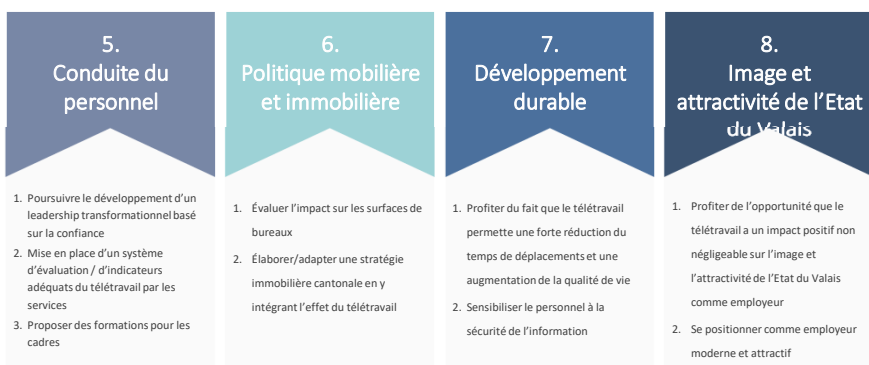 5.
Conduite du
personnel
1. Poursuivre le développement d'un
leadership transformationnel basé
sur la confiance
2. Mise en place d'un système
d'évaluation / d'indicateurs
adéquats du télétravail par les
services
3. Proposer des formations pour les
cadres
6.
Politique mobilière
et immobilière
1. Évaluer l'impact sur les surfaces de
bureaux
2. Élaborer/adapter une stratégie
immobilière cantonale en y
intégrant l'effet du télétravail
7.
Développement
durable
1. Profiter du fait que le télétravail
permette une forte réduction du
temps de déplacements et une
augmentation de la qualité de vie
2. Sensibiliser le personnel à la
sécurité de l'information
8.
Image et
attractivité de l'Etat
du Valais
1. Profiter de l'opportunité que le
télétravail a un impact positif non
négligeable sur l'image et
l'attractivité de l'Etat du Valais
comme employeur
2. Se positionner comme employeur
moderne et attractif